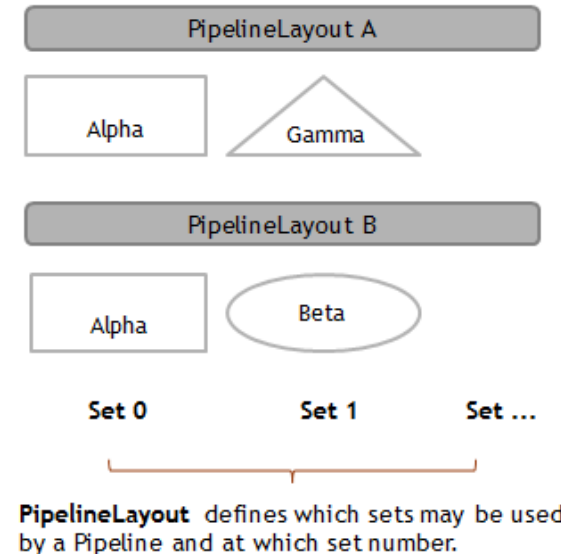 PipelineLayout A
Alpha
Gamma
PipelineLayout B
Alpha
Beta
Set 0 Set 1 Set ...
PipelineLayout defines which sets may be used
by a Pipeline and at which set number.